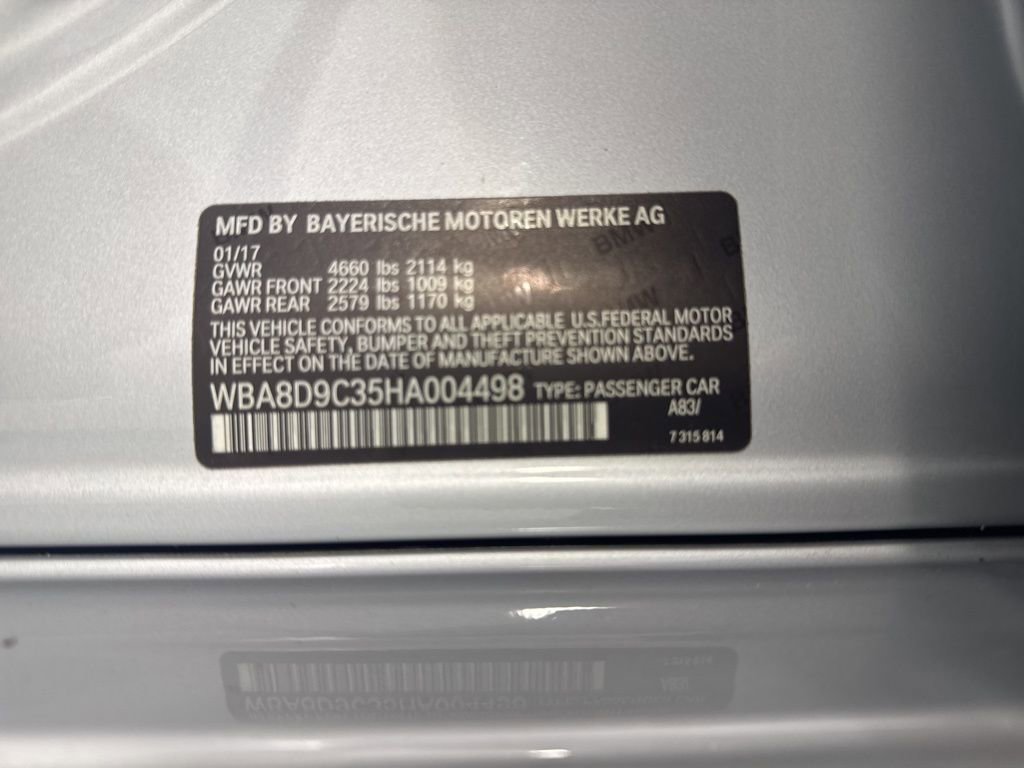 MFD BY BAYERISCHE MOTOREN WERKE AG
01/17
GVWR 4660 lbs 2114 kg
GAWR FRONT 2224 lbs 1009 kg
GAWR REAR 2579 lbs 1170 kg
THIS VEHICLE CONFORMS TO ALL APPLICABLE U.S.FEDERAL MOTOR
VEHICLE SAFETY, BUMPER AND THEFT PREVENTION STANDARDS
IN EFFECT ON THE DATE OF MANUFACTURE SHOWN ABOVE.
WBA8D9C35HA004498 TYPE: PASSENGER CAR
A83/
7 315 814
BMW
BMW